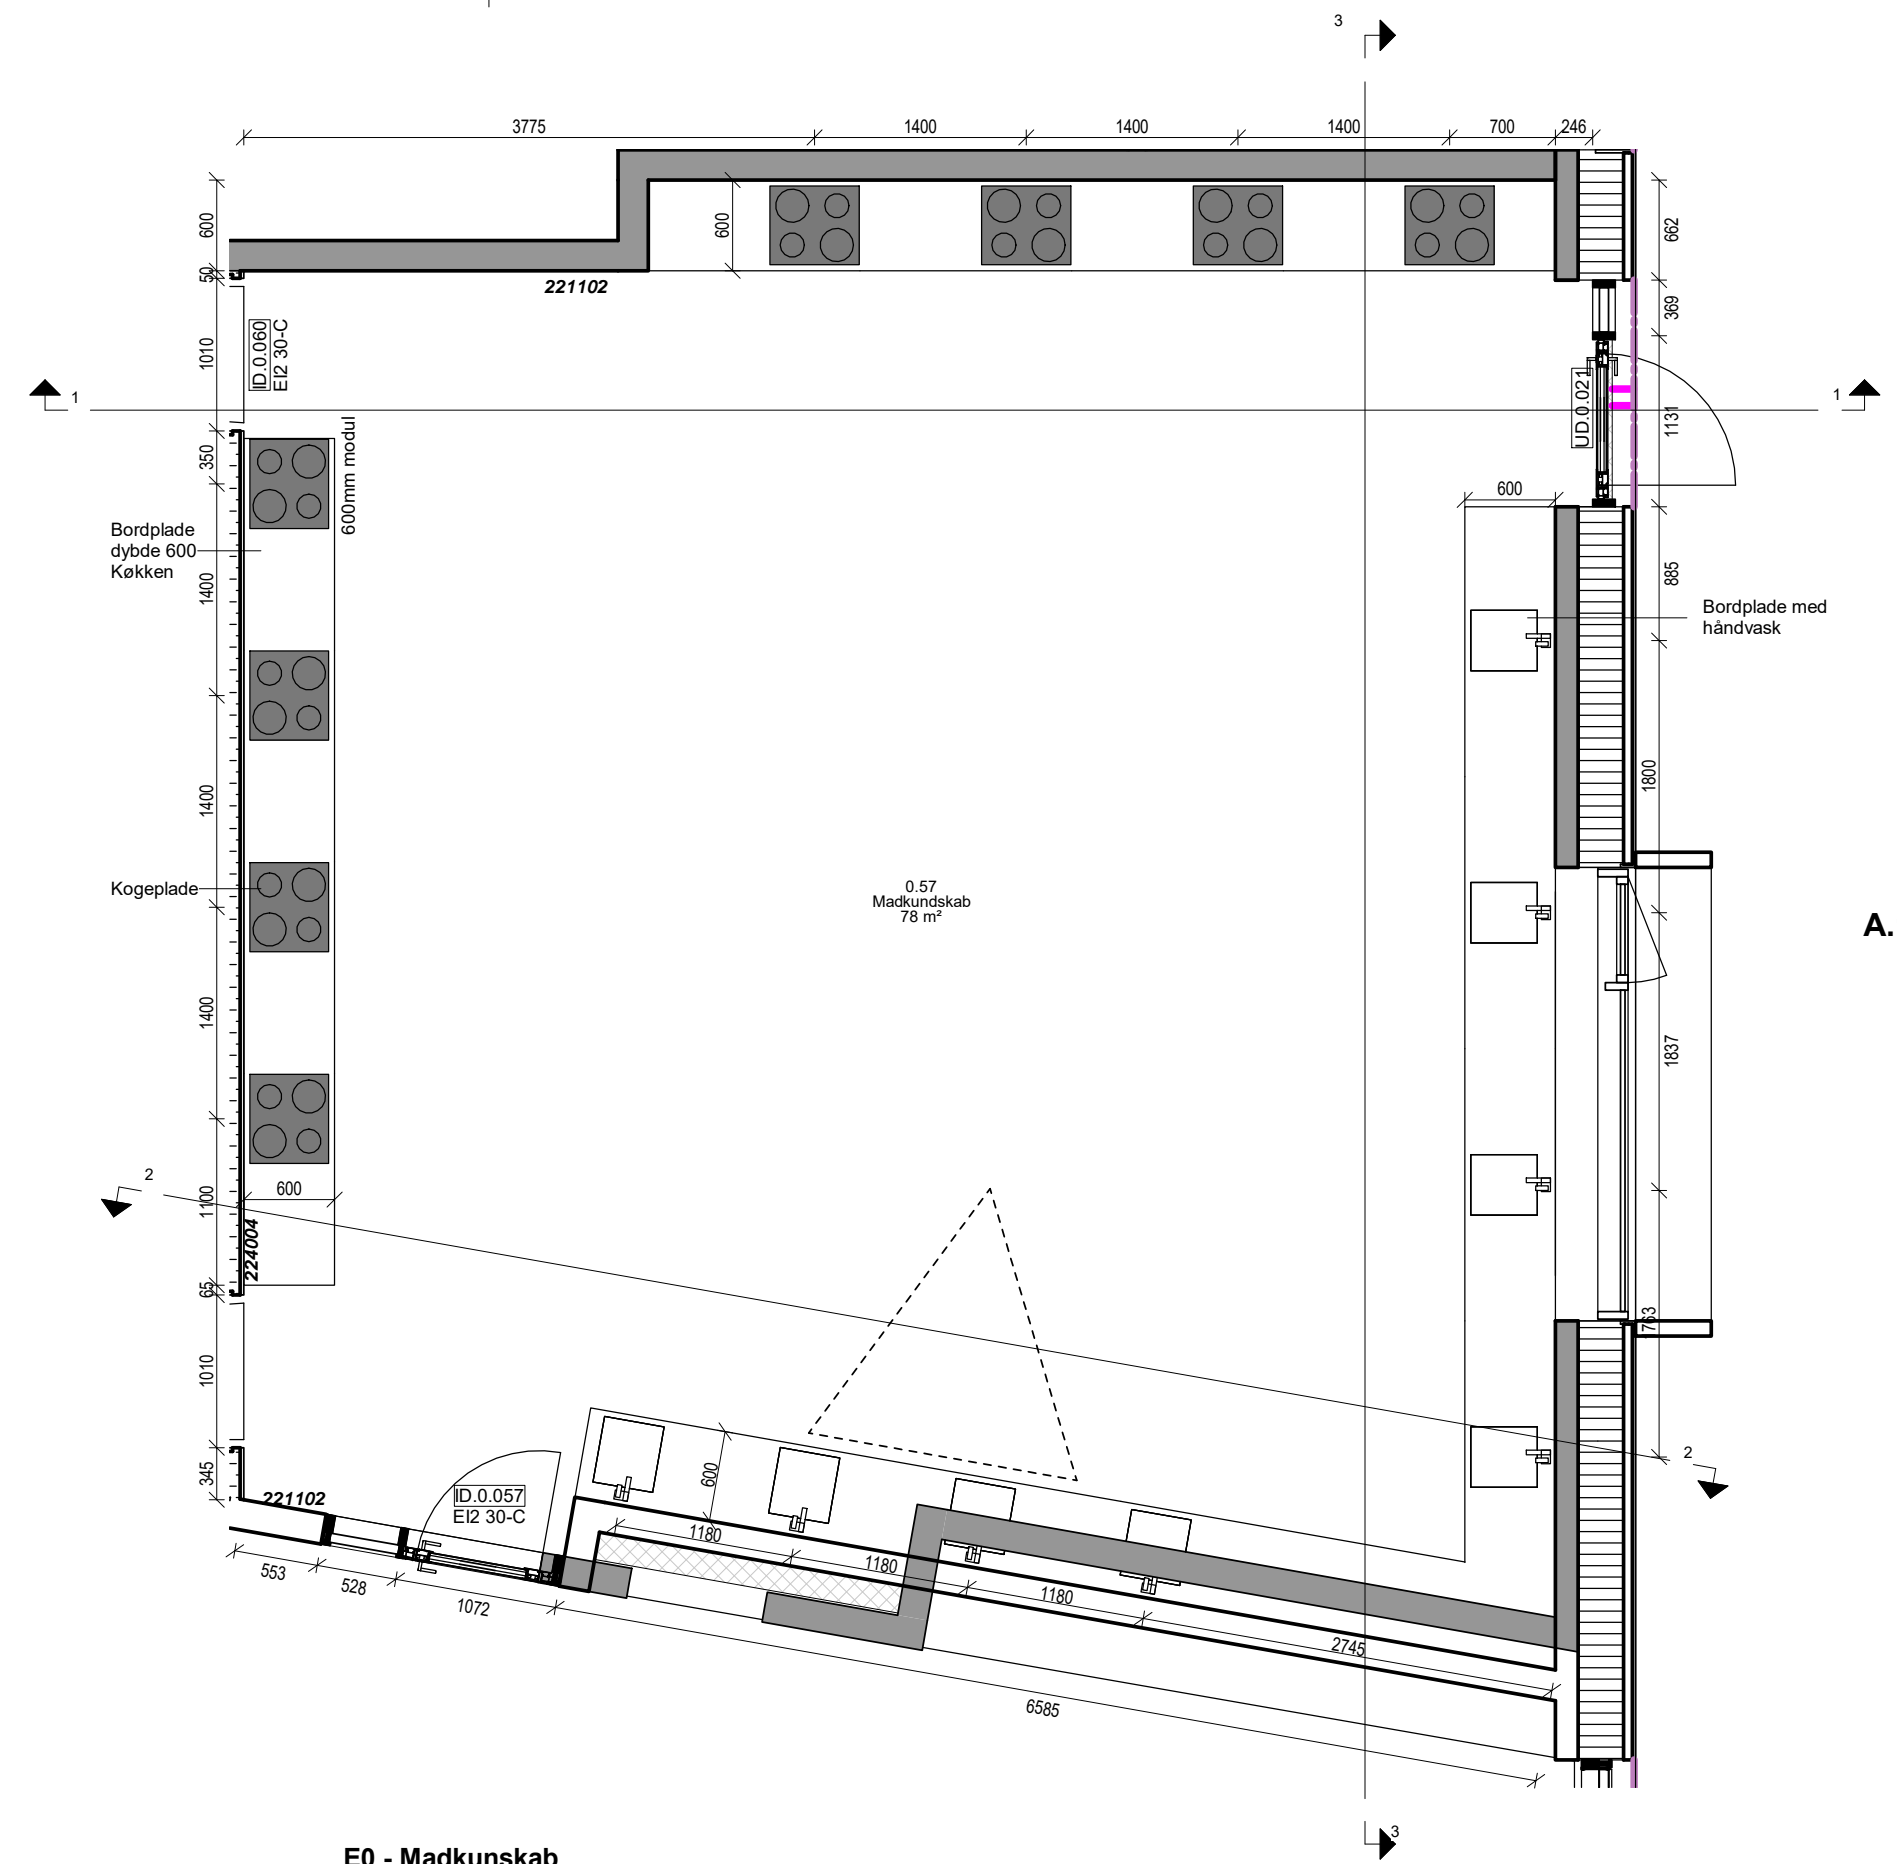 3
3775
1400
1400
1400
700
246
600
50
600
662
221102
369
ID.0.060
EI2 30-C
1010
UD.0.021
1131
1
1
350
600mm modul
600
Bordplade
dybde 600
Køkken
1400
885
Bordplade med
håndvask
1400
1800
Kogeplade
0.57
Madkundskab
78 m²
A.
1400
1837
2
600
1100
224004
65
763
1010
2
345
221102
ID.0.057
EI2 30-C
600
1180
1180
1180
2745
553
528
1072
6585
3
E0 - Madkunskab